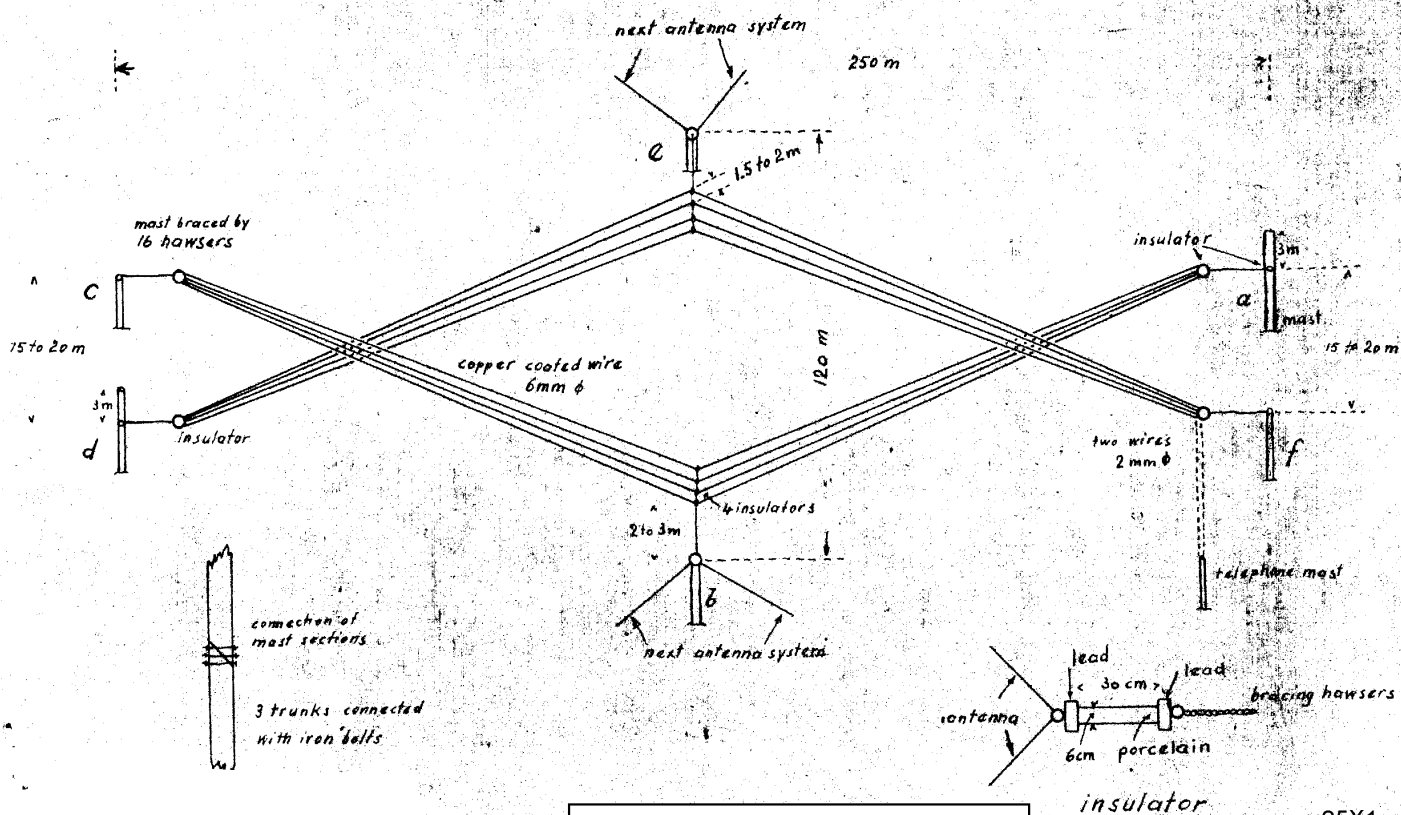 next antenna system
250 m
e
1.5 to 2m
mast braced by
16 hawsers
insulator
3m
c
a
mast
15 to 20m
15 to 20m
copper coated wire
6mm φ
120 m
3m
d
insulator
two wires
2 mm φ
f
4 insulators
2 to 3m
telephone mast
b
connection of
mast sections
next antenna system
lead
30 cm
lead
bracing hawsers
antenna
6cm
porcelain
3 trunks connected
with iron belts
insulator